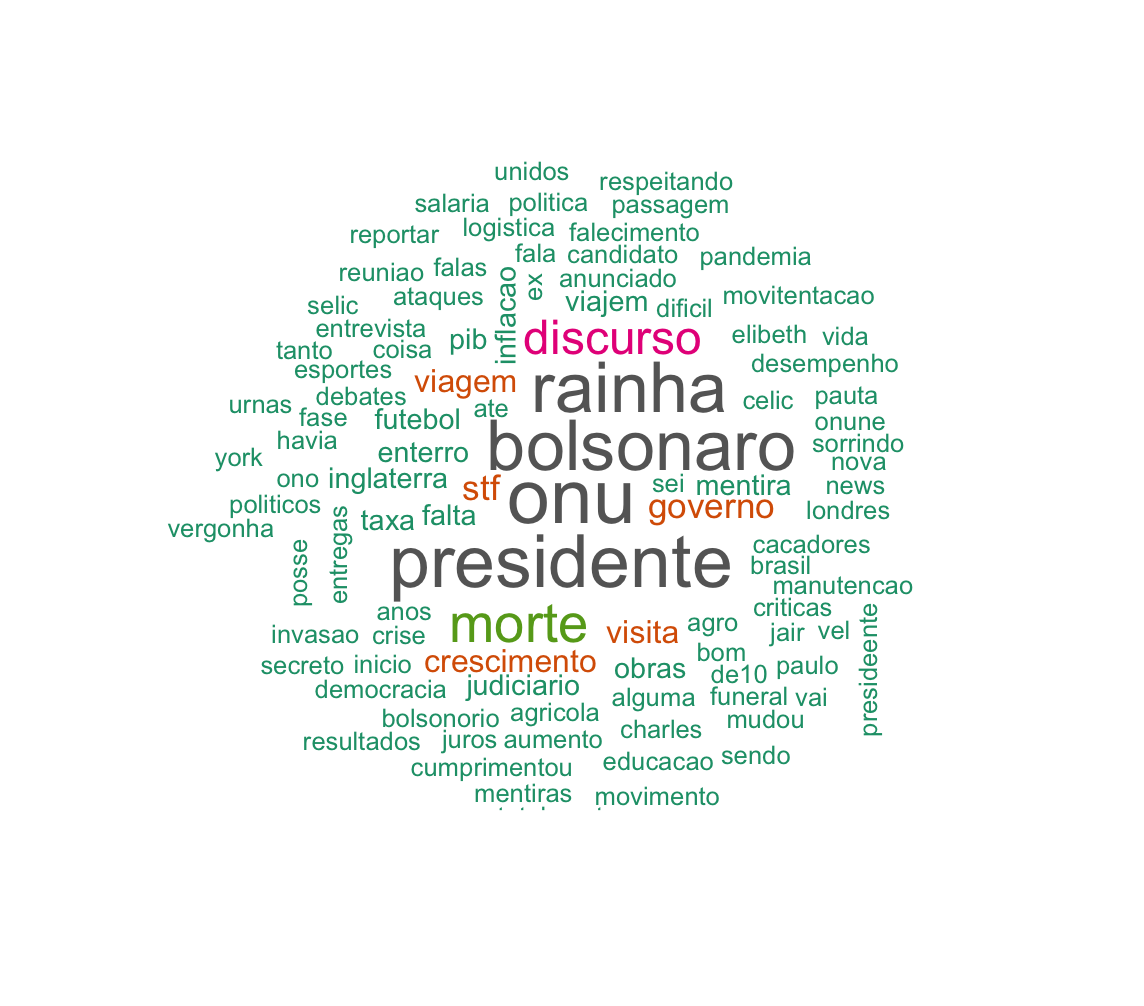 unidos
respeitando
salaria politica passagem
reportar logistica falecimento
fala candidato pandemia
reuniao falas inflacao ex anunciado
selic ataques viajem dificil movitentacao
entrevista pib discurso elibeth vida
tanto coisa
esportes viagem rainha desempenho
urnas debates ate celic pauta
fase futebol onune
havia enterro bolsonaro sorrindo
york nova
ono inglaterra stf onu sei mentira news
politicos taxa falta governo londres
vergonha
posse entregas presidente cacadores
brasil
manutencao
anos morte visita agro criticas
invasao crise jair vel presideente
secreto inicio crescimento obras bom de10 paulo
democracia judiciario alguma funeral vai
bolsonorio agricola charles mudou
resultados juros aumento
cumprimentou educacao sendo
mentiras movimento